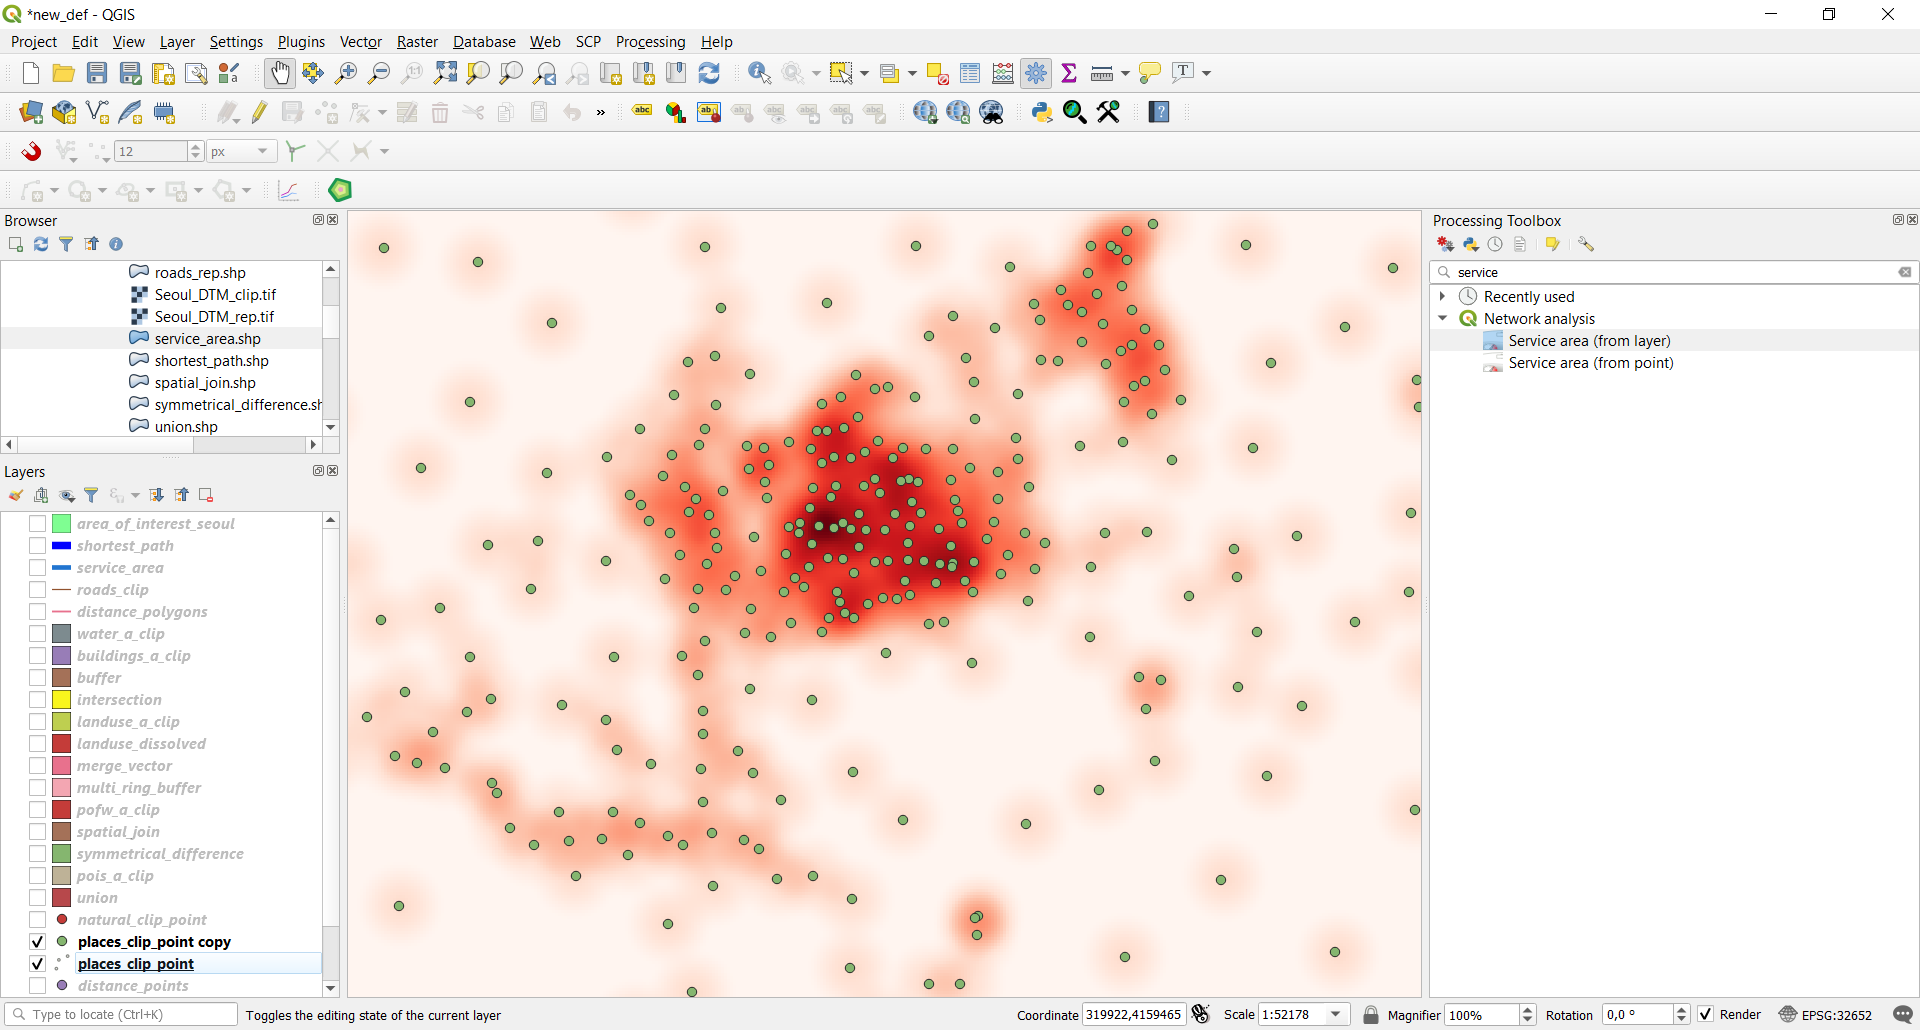 *new_def - QGIS
Project Edit View Layer Settings Plugins Vector Raster Database Web SCP Processing Help
12 px
Browser
roads_rep.shp
Seoul_DTM_clip.tif
Seoul_DTM_rep.tif
service_area.shp
shortest_path.shp
spatial_join.shp
symmetrical_difference.sh
union.shp
Layers
area_of_interest_seoul
shortest_path
service_area
roads_clip
distance_polygons
water_a_clip
buildings_a_clip
buffer
intersection
landuse_a_clip
landuse_dissolved
merge_vector
multi_ring_buffer
pofw_a_clip
spatial_join
symmetrical_difference
pois_a_clip
union
natural_clip_point
places_clip_point copy
places_clip_point
distance_points
Processing Toolbox
service
Recently used
Network analysis
Service area (from layer)
Service area (from point)
Type to locate (Ctrl+K) Toggles the editing state of the current layer Coordinate 319922,4159465 Scale 1:52178 Magnifier 100% Rotation 0,0 ° Render EPSG:32652